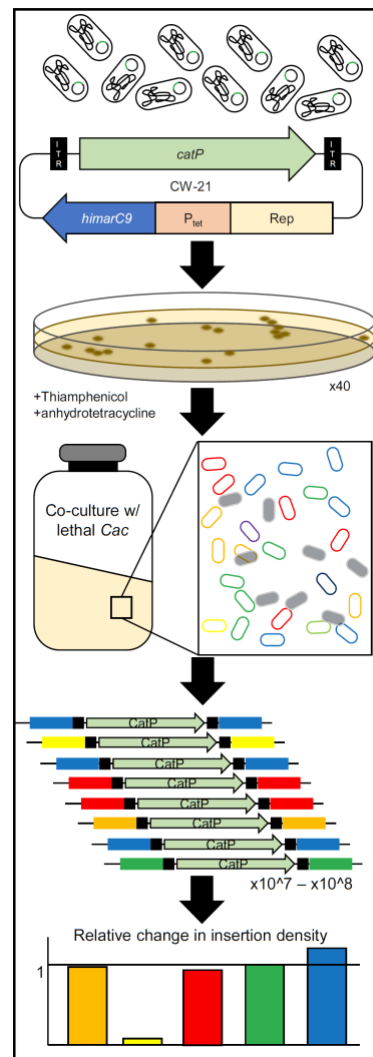 ITR
catP
ITR
CW-21
himarC9
Ptet
Rep
x40
+Thiamphenicol
+anhydrotetracycline
Co-culture w/
lethal Cac
CatP
CatP
CatP
CatP
CatP
CatP
CatP
CatP
x10^7 – x10^8
Relative change in insertion density
1